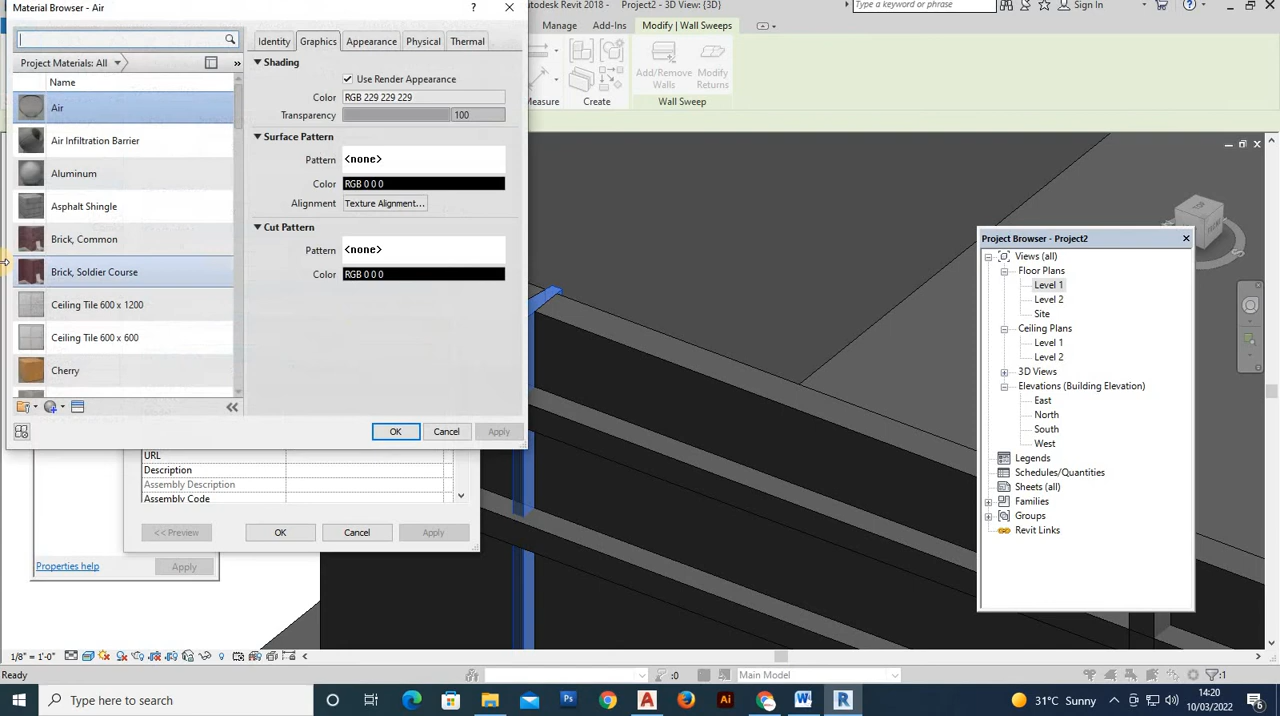 Material Browser - Air
? 
Autodesk Revit 2018 - Project2 - 3D View: {3D}
Type a keyword or phrase
Sign In
Identity Graphics Appearance Physical Thermal
Manage Add-Ins Modify | Wall Sweeps
Project Materials: All
»
Name
Air
Air Infiltration Barrier
Aluminum
Asphalt Shingle
Brick, Common
Brick, Soldier Course
Ceiling Tile 600 x 1200
Ceiling Tile 600 x 600
Cherry
Shading
Use Render Appearance
Color RGB 229 229 229
Transparency 100
Surface Pattern
Pattern <none>
Color RGB 0 0 0
Alignment Texture Alignment...
Cut Pattern
Pattern <none>
Color RGB 0 0 0
OK Cancel Apply
Measure Create
Add/Remove
Walls
Modify
Returns
Wall Sweep
URL
Description
Assembly Description
Assembly Code
<< Preview OK Cancel Apply
Properties help Apply
Project Browser - Project2
Views (all)
Floor Plans
Level 1
Level 2
Site
Ceiling Plans
Level 1
Level 2
3D Views
Elevations (Building Elevation)
East
North
South
West
Legends
Schedules/Quantities
Sheets (all)
Families
Groups
Revit Links
1/8" = 1'-0"
Ready
:0
Main Model
:1
Type here to search
31°C Sunny
14:20
10/03/2022
6